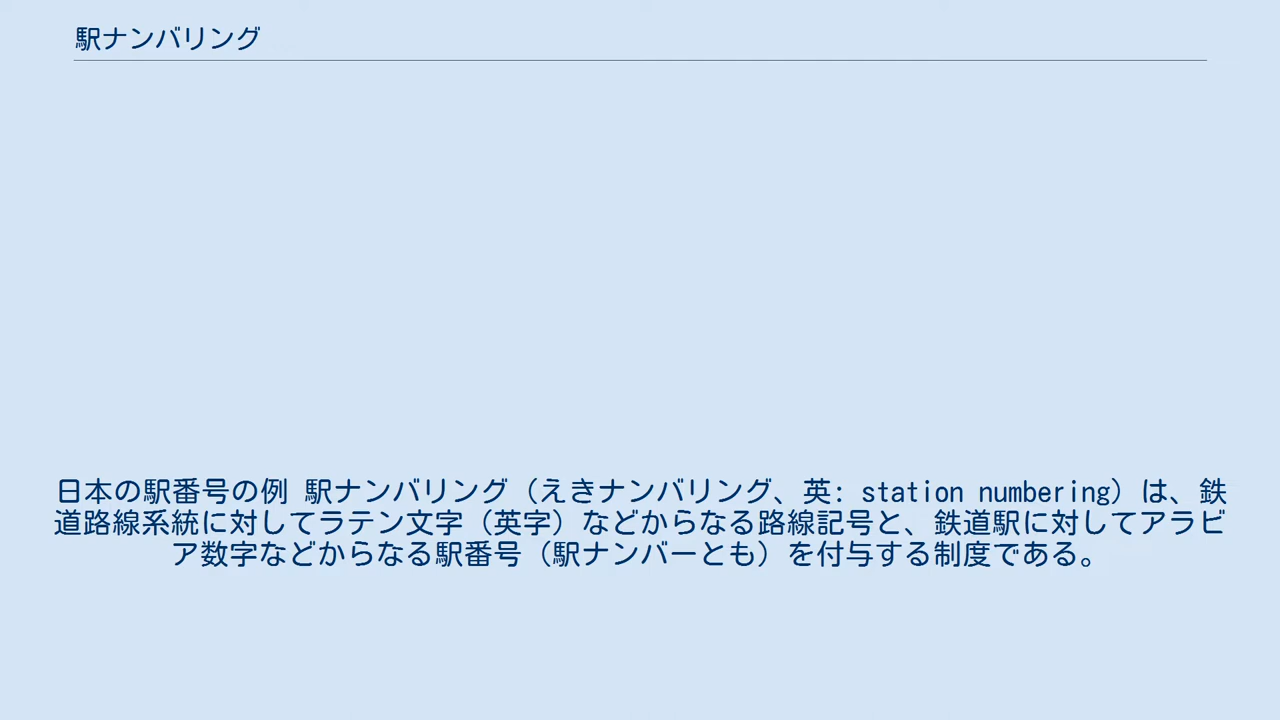 駅ナンバリング
日本の駅番号の例 駅ナンバリング（えきナンバリング、英: station numbering）は、鉄
道路線系統に対してラテン文字（英字）などからなる路線記号と、鉄道駅に対してアラビ
ア数字などからなる駅番号（駅ナンバーとも）を付与する制度である。